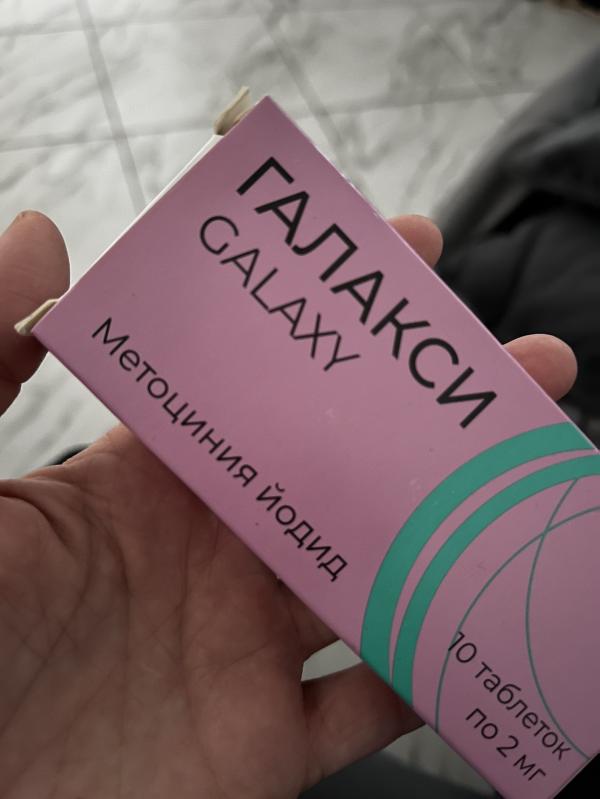 ГАЛАКСИ
GALAXY
Метоциния йодид
10 таблеток
по 2 мг